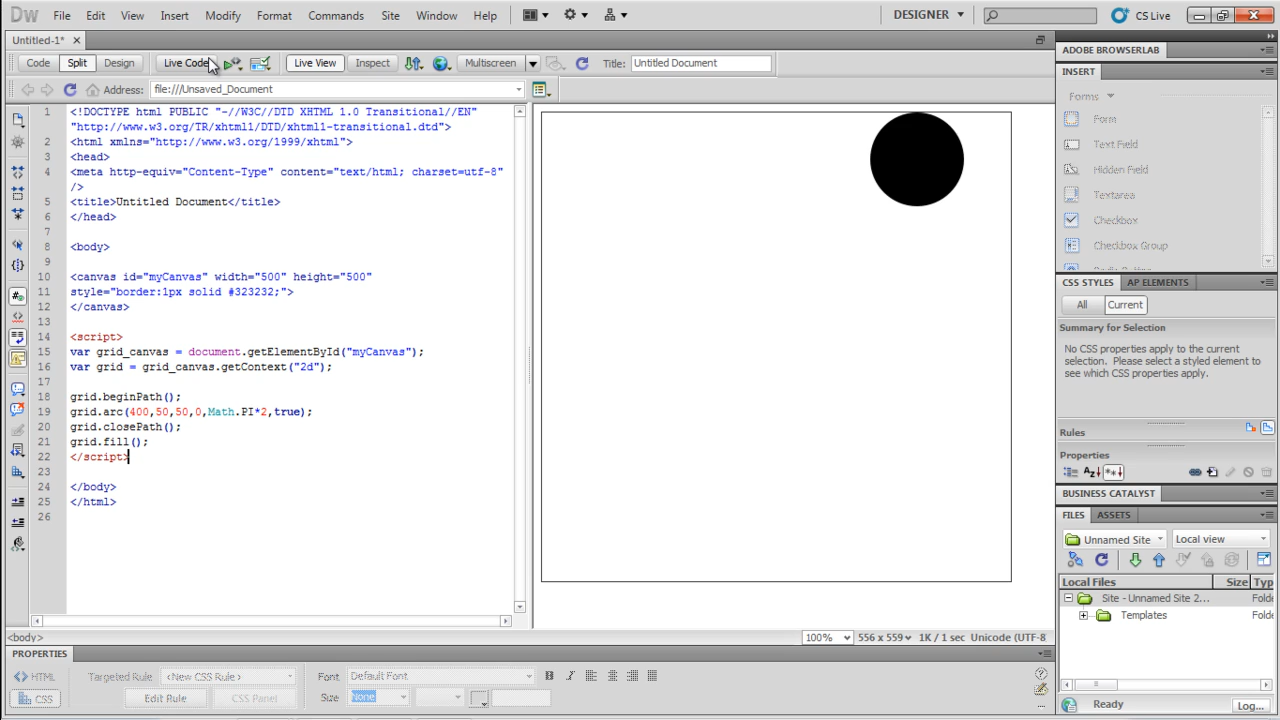 Dw File Edit View Insert Modify Format Commands Site Window Help DESIGNER CS Live
Untitled-1*
Code Split Design Live Code Live View Inspect Multiscreen Title: Untitled Document
Address: file:///Unsaved_Document
1 <!DOCTYPE html PUBLIC "-//W3C//DTD XHTML 1.0 Transitional//EN"
"http://www.w3.org/TR/xhtml1/DTD/xhtml1-transitional.dtd">
2 <html xmlns="http://www.w3.org/1999/xhtml">
3 <head>
4 <meta http-equiv="Content-Type" content="text/html; charset=utf-8"
/>
5 <title>Untitled Document</title>
6 </head>
7
8 <body>
9
10 <canvas id="myCanvas" width="500" height="500"
11 style="border:1px solid #323232;">
12 </canvas>
13
14 <script>
15 var grid_canvas = document.getElementById("myCanvas");
16 var grid = grid_canvas.getContext("2d");
17
18 grid.beginPath();
19 grid.arc(400,50,50,0,Math.PI*2,true);
20 grid.closePath();
21 grid.fill();
22 </script>
23
24 </body>
25 </html>
26
<body>
100% 556 x 559 1K / 1 sec Unicode (UTF-8
ADOBE BROWSERLAB
INSERT
Forms
Form
Text Field
Hidden Field
Textarea
Checkbox
Checkbox Group
CSS STYLES AP ELEMENTS
All Current
Summary for Selection
No CSS properties apply to the current
selection. Please select a styled element to
see which CSS properties apply.
Rules
Properties
BUSINESS CATALYST
FILES ASSETS
Unnamed Site Local view
Local Files Size Typ
Site - Unnamed Site 2... Folde
Templates Folde
Ready Log...
PROPERTIES
HTML Targeted Rule <New CSS Rule> Font Default Font B I
CSS Edit Rule CSS Panel Size None